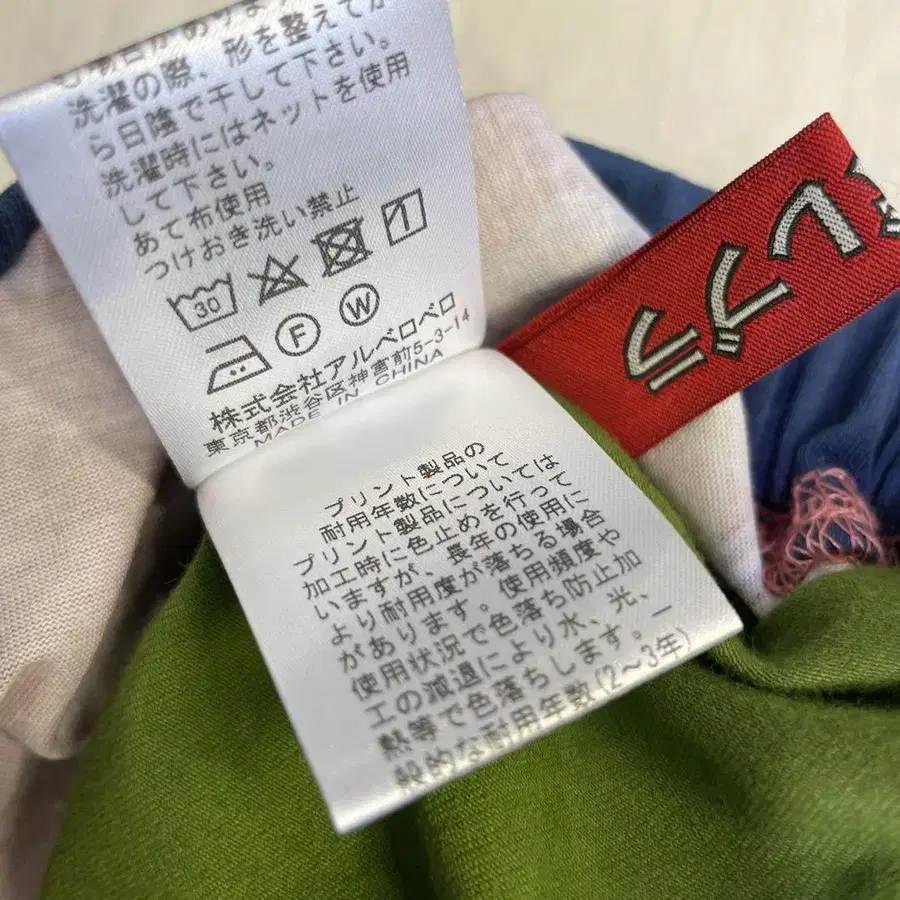 洗濯の際、形を整えてか
ら日陰で干して下さい。
洗濯時にはネットを使用
して下さい。
あて布使用
つけおき洗い禁止
30
F
W
株式会社アルベロベロ
東京都渋谷区神宮前5-3-14
MADE IN CHINA
プリント製品の
耐用年数について
プリント製品については
加工時に色止めを行って
いますが、長年の使用に
より耐用度が落ちる場合
があります。使用頻度や
使用状況で色落ち防止加
工の減退により水、光、
熱等で色落ちします。一
般的な耐用年数(2～3年)
レブラ